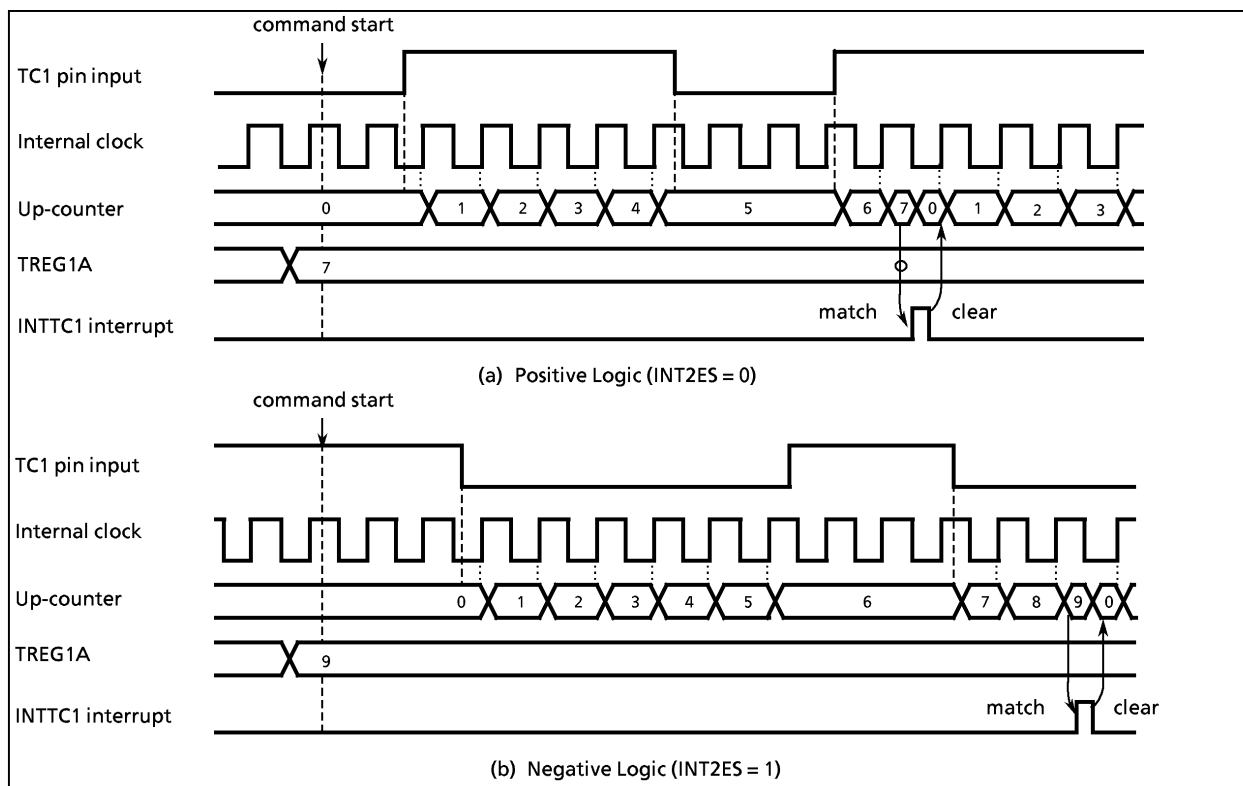 command start
TC1 pin input
Internal clock
Up-counter 0 1 2 3 4 5 6 7 0 1 2 3
TREG1A 7
match clear
INTTC1 interrupt
(a) Positive Logic (INT2ES = 0)
command start
TC1 pin input
Internal clock
Up-counter 0 1 2 3 4 5 6 7 8 9 0
TREG1A 9
INTTC1 interrupt match clear
(b) Negative Logic (INT2ES = 1)